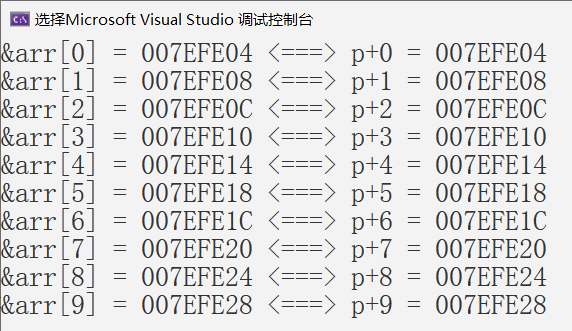 选择Microsoft Visual Studio 调试控制台
&arr[0] = 007EFE04 <===> p+0 = 007EFE04
&arr[1] = 007EFE08 <===> p+1 = 007EFE08
&arr[2] = 007EFE0C <===> p+2 = 007EFE0C
&arr[3] = 007EFE10 <===> p+3 = 007EFE10
&arr[4] = 007EFE14 <===> p+4 = 007EFE14
&arr[5] = 007EFE18 <===> p+5 = 007EFE18
&arr[6] = 007EFE1C <===> p+6 = 007EFE1C
&arr[7] = 007EFE20 <===> p+7 = 007EFE20
&arr[8] = 007EFE24 <===> p+8 = 007EFE24
&arr[9] = 007EFE28 <===> p+9 = 007EFE28